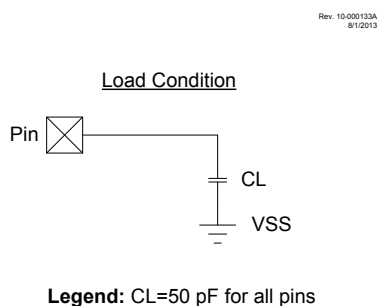 Rev. 10-000133A
8/1/2013
Load Condition
Pin
CL
VSS
Legend: CL=50 pF for all pins